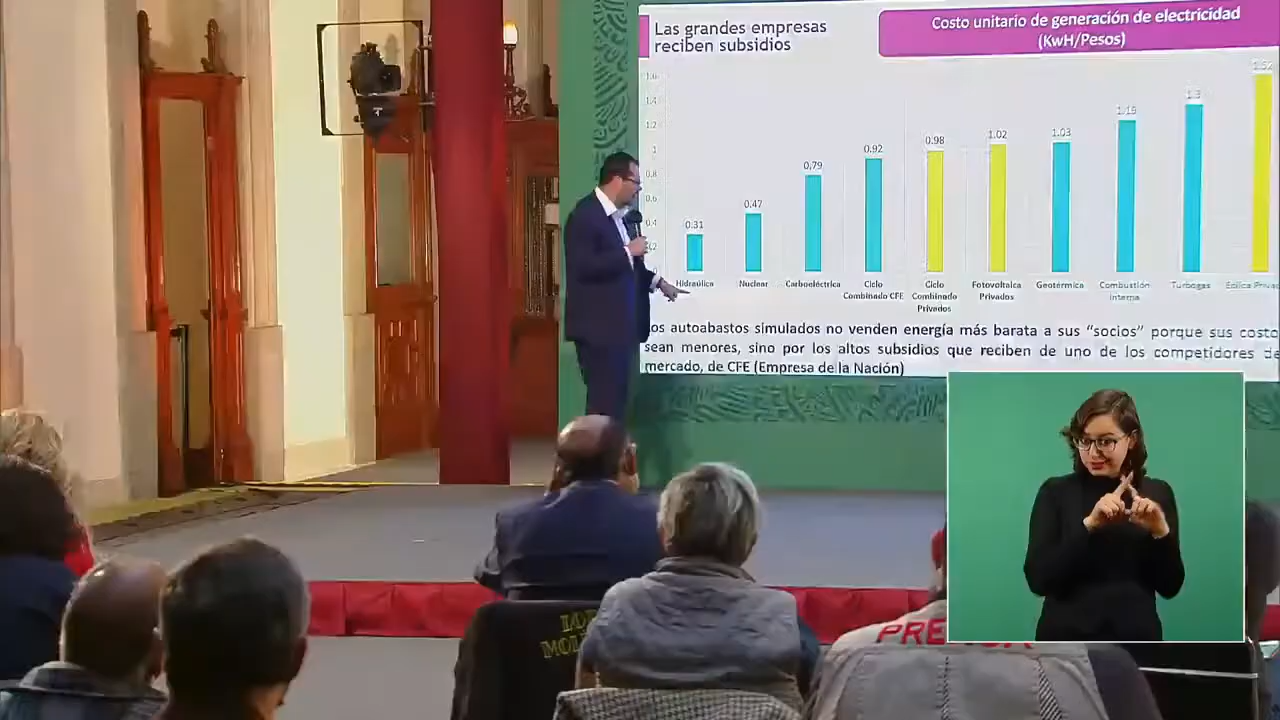 Las grandes empresas
reciben subsidios
Costo unitario de generación de electricidad
(KwH/Pesos)
1.6
1.4
1.2
1
0.8
0.6
0.4
0.31
0.47
0.79
0.92
0.98
1.02
1.03
1.19
1.3
1.52
Hidráulica
Nuclear
Carboeléctrica
Ciclo
Combinado CFE
Ciclo
Combinado
Privados
Fotovoltaica
Privados
Geotérmica
Combustión
Interna
Turbogas
Eólica Privad
os autoabastos simulados no venden energía más barata a sus “socios” porque sus costo
sean menores, sino por los altos subsidios que reciben de uno de los competidores de
mercado, de CFE (Empresa de la Nación)